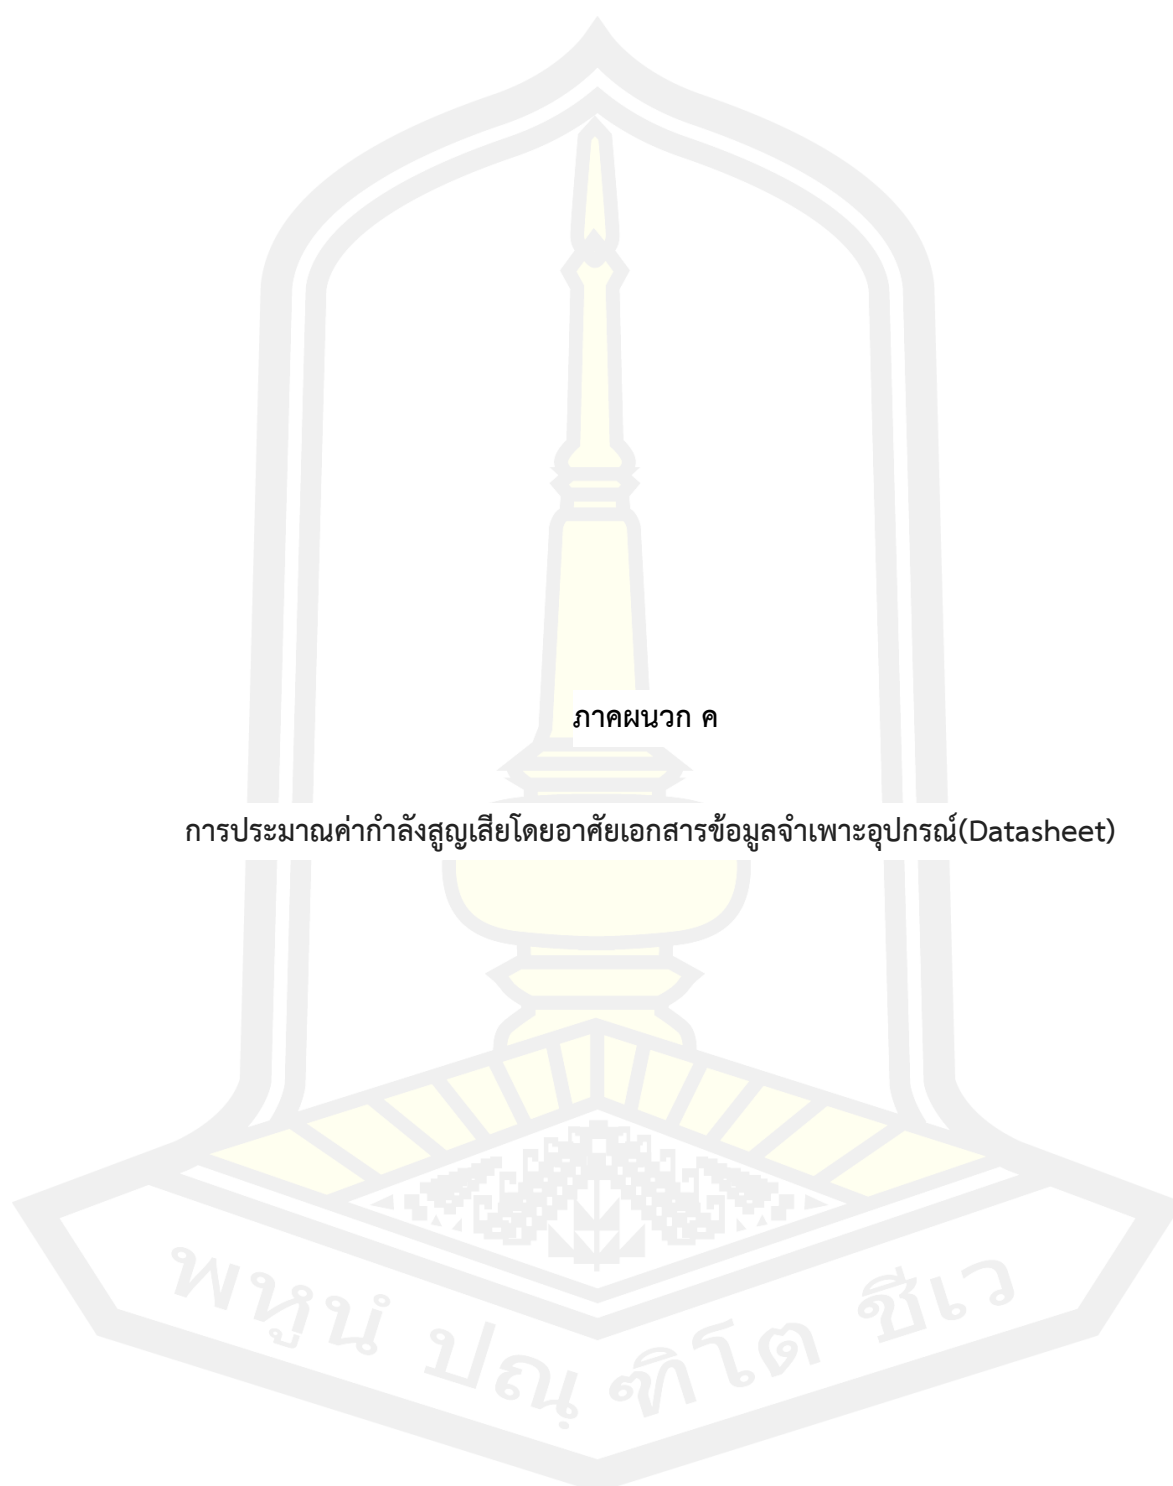 ภาคผนวก ค
การประมาณค่ากำลังสูญเสียโดยอาศัยเอกสารข้อมูลจำเพาะอุปกรณ์(Datasheet)
พหูนํ ปณฺฑิโต ชีเว